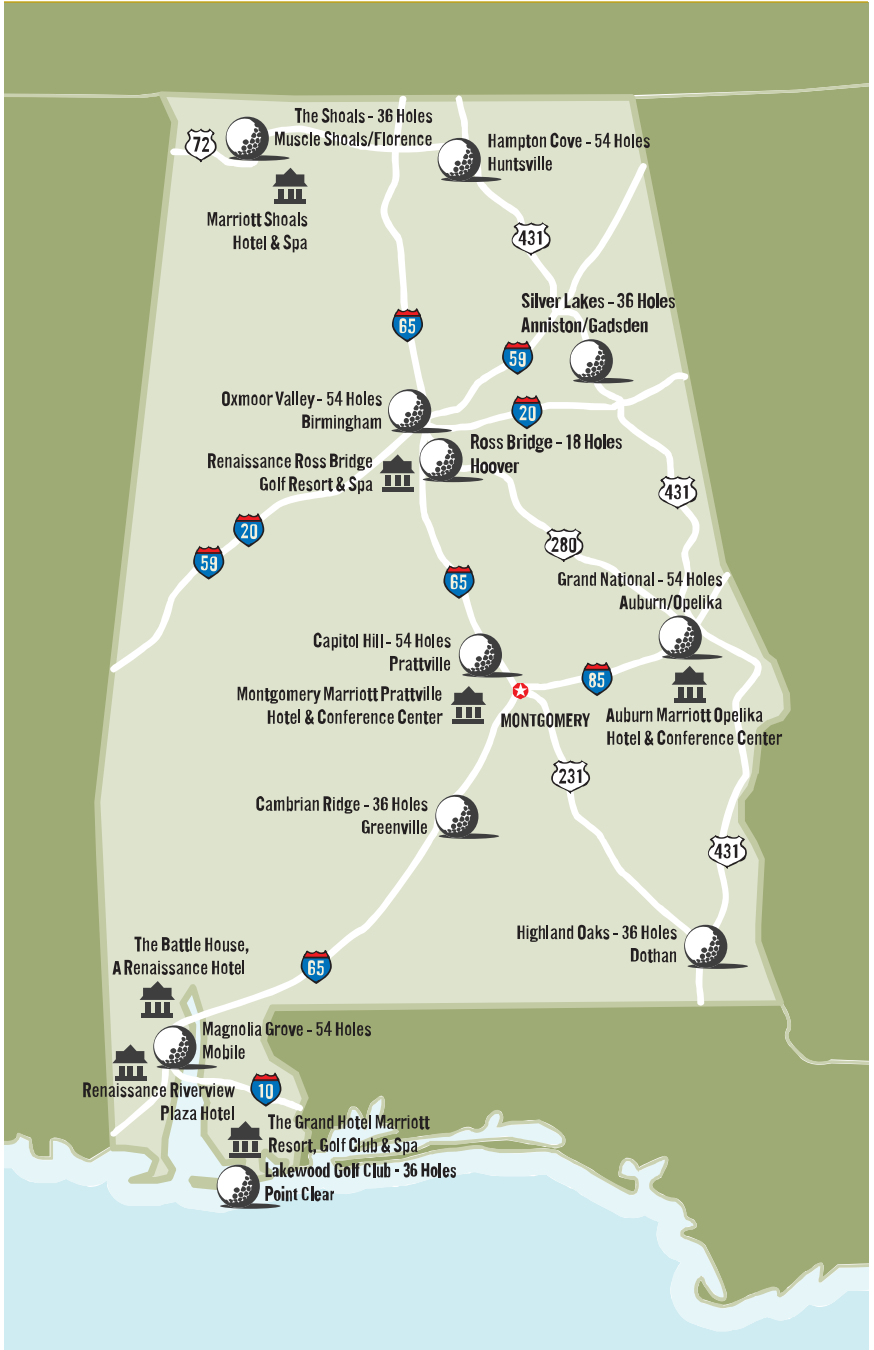 The Shoals - 36 Holes
Muscle Shoals/Florence
72
Hampton Cove - 54 Holes
Huntsville
Marriott Shoals
Hotel & Spa
431
Silver Lakes - 36 Holes
Anniston/Gadsden
65
59
Oxmoor Valley - 54 Holes
Birmingham
20
Ross Bridge - 18 Holes
Hoover
Renaissance Ross Bridge
Golf Resort & Spa
431
20
59
280
65
Grand National - 54 Holes
Auburn/Opelika
Capitol Hill - 54 Holes
Prattville
85
Montgomery Marriott Prattville
Hotel & Conference Center
MONTGOMERY
Auburn Marriott Opelika
Hotel & Conference Center
231
Cambrian Ridge - 36 Holes
Greenville
431
Highland Oaks - 36 Holes
Dothan
The Battle House,
A Renaissance Hotel
65
Magnolia Grove - 54 Holes
Mobile
Renaissance Riverview
Plaza Hotel
10
The Grand Hotel Marriott
Resort, Golf Club & Spa
Lakewood Golf Club - 36 Holes
Point Clear